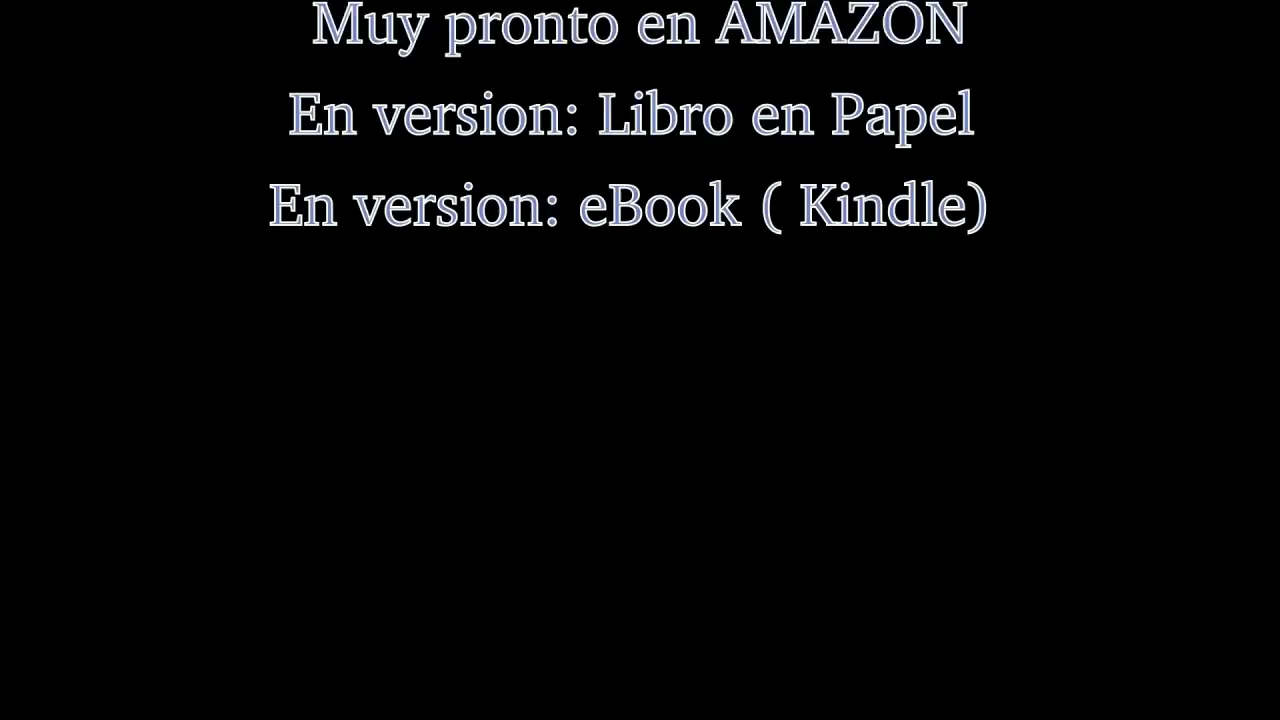 Muy pronto en AMAZON
En version: Libro en Papel
En version: eBook ( Kindle)